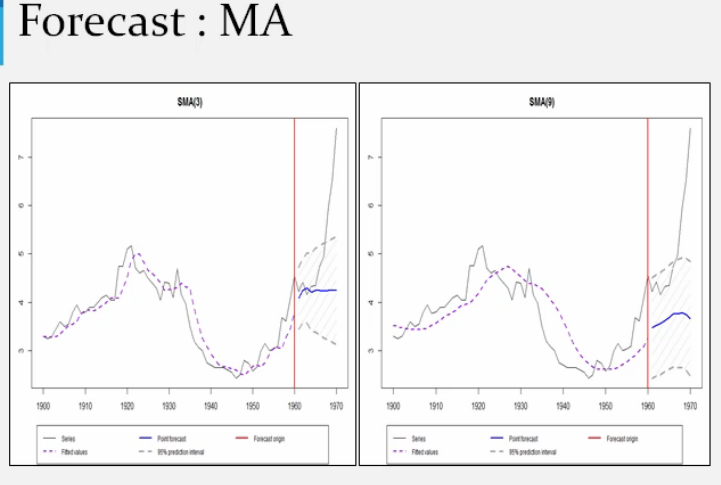 Forecast : MA
SMA(3)
7
6
5
4
3
1900 1910 1920 1930 1940 1950 1960 1970
Series Point forecast Forecast origin
Fitted values 95% prediction interval
SMA(9)
7
6
5
4
3
1900 1910 1920 1930 1940 1950 1960 1970
Series Point forecast Forecast origin
Fitted values 95% prediction interval